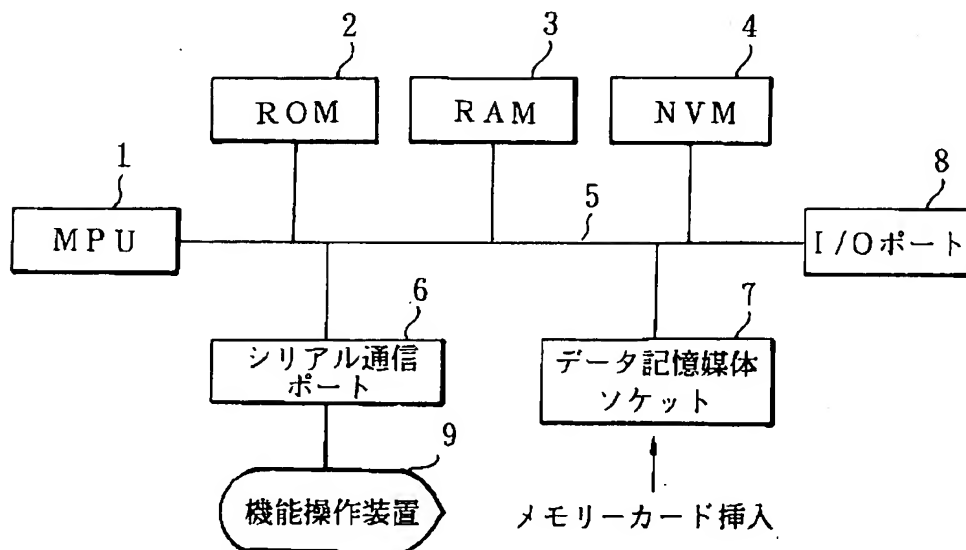 2
3
4
ROM
RAM
NVM
1
5
8
MPU
I/Oポート
6
7
シリアル通信
ポート
データ記憶媒体
ソケット
9
機能操作装置
メモリーカード挿入